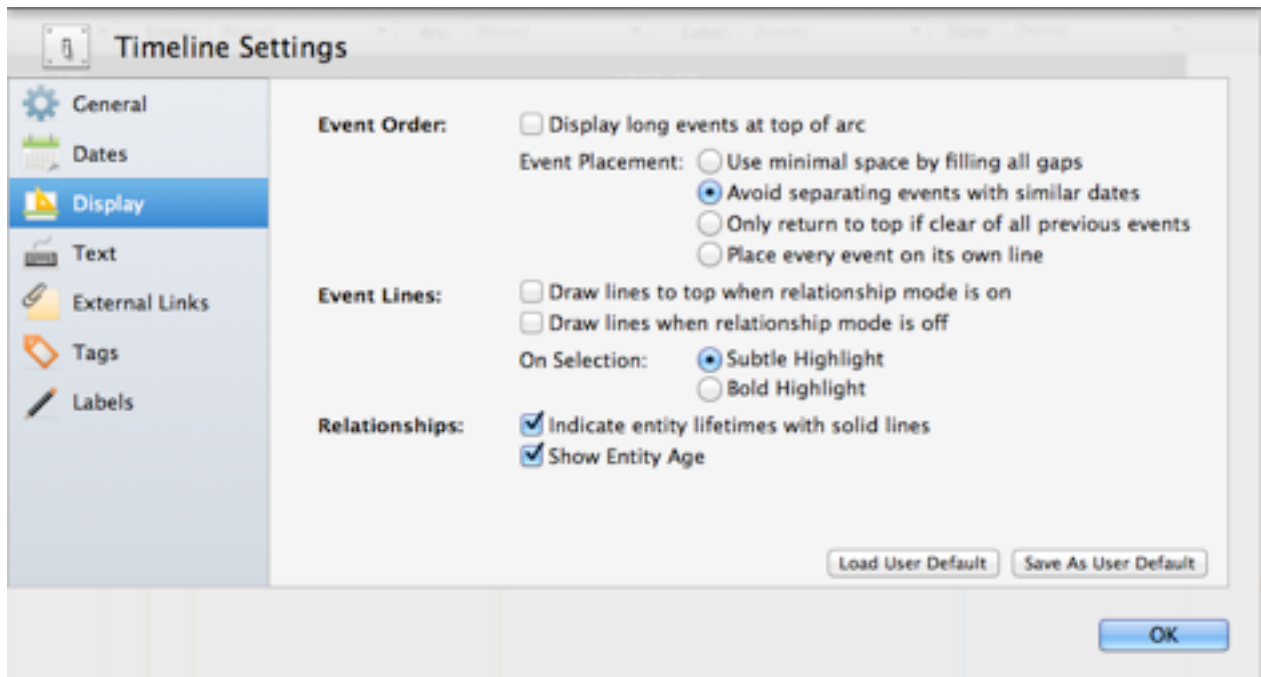 Timeline Settings
General
Dates
Display
Text
External Links
Tags
Labels
Event Order:
Display long events at top of arc
Event Placement:
Use minimal space by filling all gaps
Avoid separating events with similar dates
Only return to top if clear of all previous events
Place every event on its own line
Event Lines:
Draw lines to top when relationship mode is on
Draw lines when relationship mode is off
On Selection:
Subtle Highlight
Bold Highlight
Relationships:
Indicate entity lifetimes with solid lines
Show Entity Age
Load User Default
Save As User Default
OK